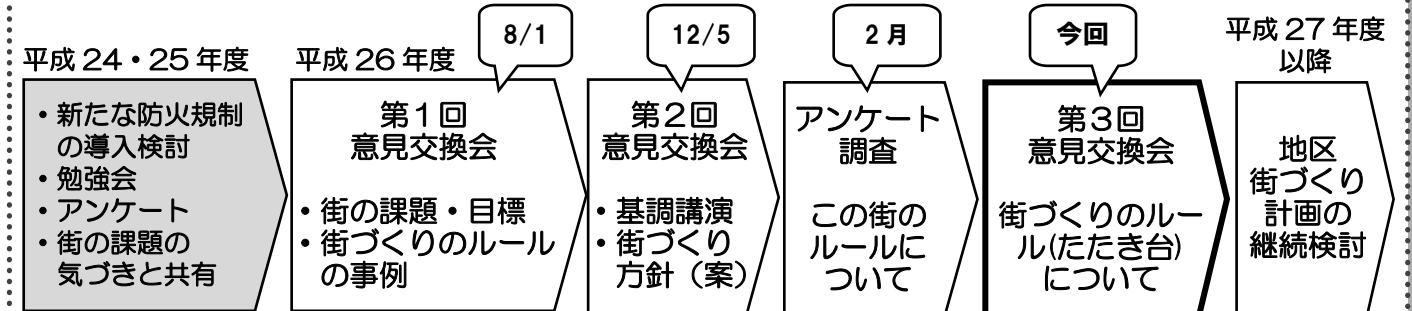 平成 24・25 年度
・新たな防火規制
の導入検討
・勉強会
・アンケート
・街の課題の
気づきと共有
平成 26 年度
8/1
第1回
意見交換会
・街の課題・目標
・街づくりのルール
の事例
12/5
第2回
意見交換会
・基調講演
・街づくり
方針（案）
2月
アンケート
調査
この街の
ルールに
ついて
今回
第3回
意見交換会
街づくりのルー
ル(たたき台)
について
平成 27 年度
以降
地区
街づくり
計画の
継続検討